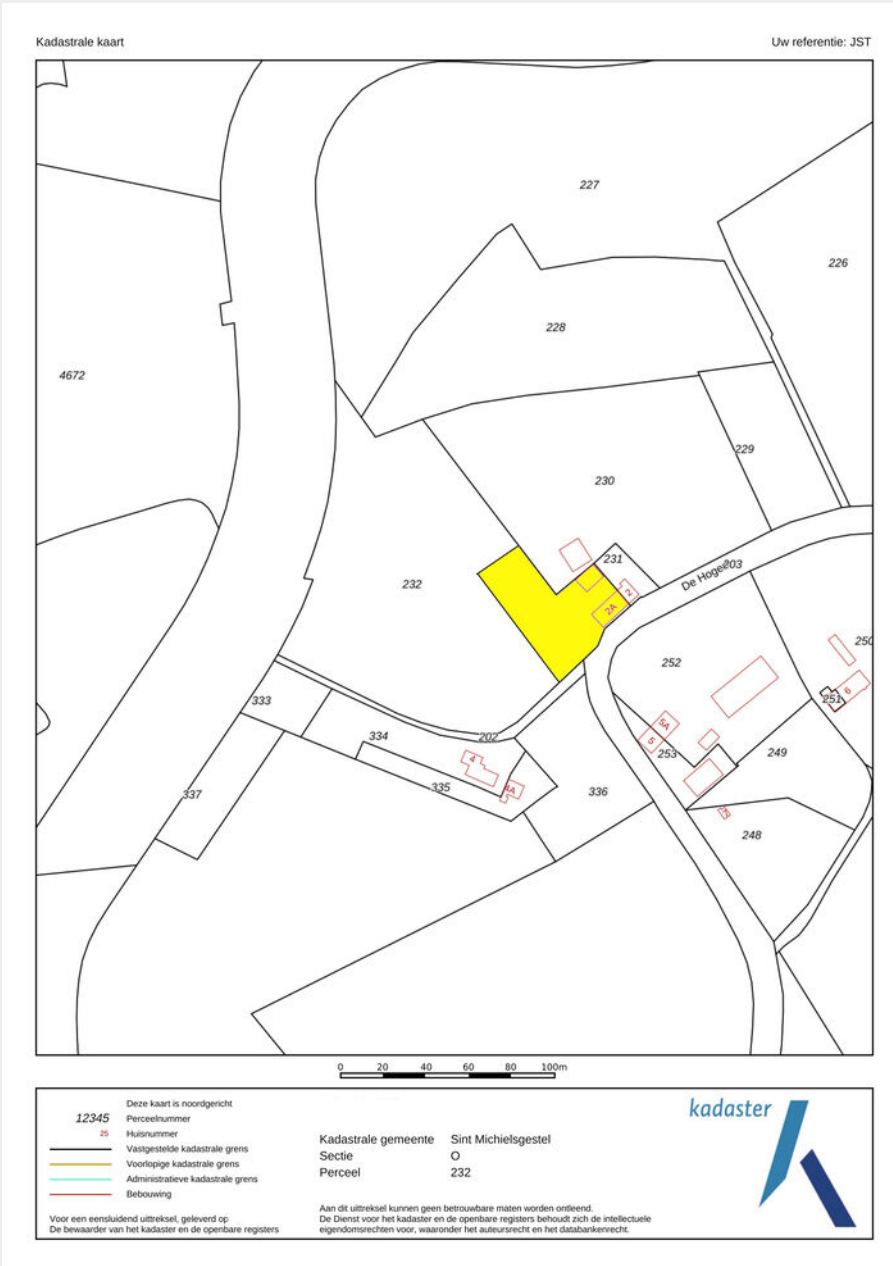 Kadastrale kaart
Uw referentie: JST
227
226
228
4672
229
230
231
203
De Hoge
232
2
2A
252
250
251
6
333
334
202
5A
5
253
249
4
4A
335
336
337
248
0 20 40 60 80 100m
Deze kaart is noordgericht
12345 Perceelnummer
25 Huisnummer
Vastgestelde kadastrale grens
Voorlopige kadastrale grens
Administratieve kadastrale grens
Bebouwing
Voor een eensluidend uittreksel, geleverd op
De bewaarder van het kadaster en de openbare registers
Kadastrale gemeente Sint Michielsgestel
Sectie O
Perceel 232
Aan dit uittreksel kunnen geen betrouwbare maten worden ontleend.
De Dienst voor het kadaster en de openbare registers behoudt zich de intellectuele
eigendomsrechten voor, waaronder het auteursrecht en het databankenrecht.
kadaster